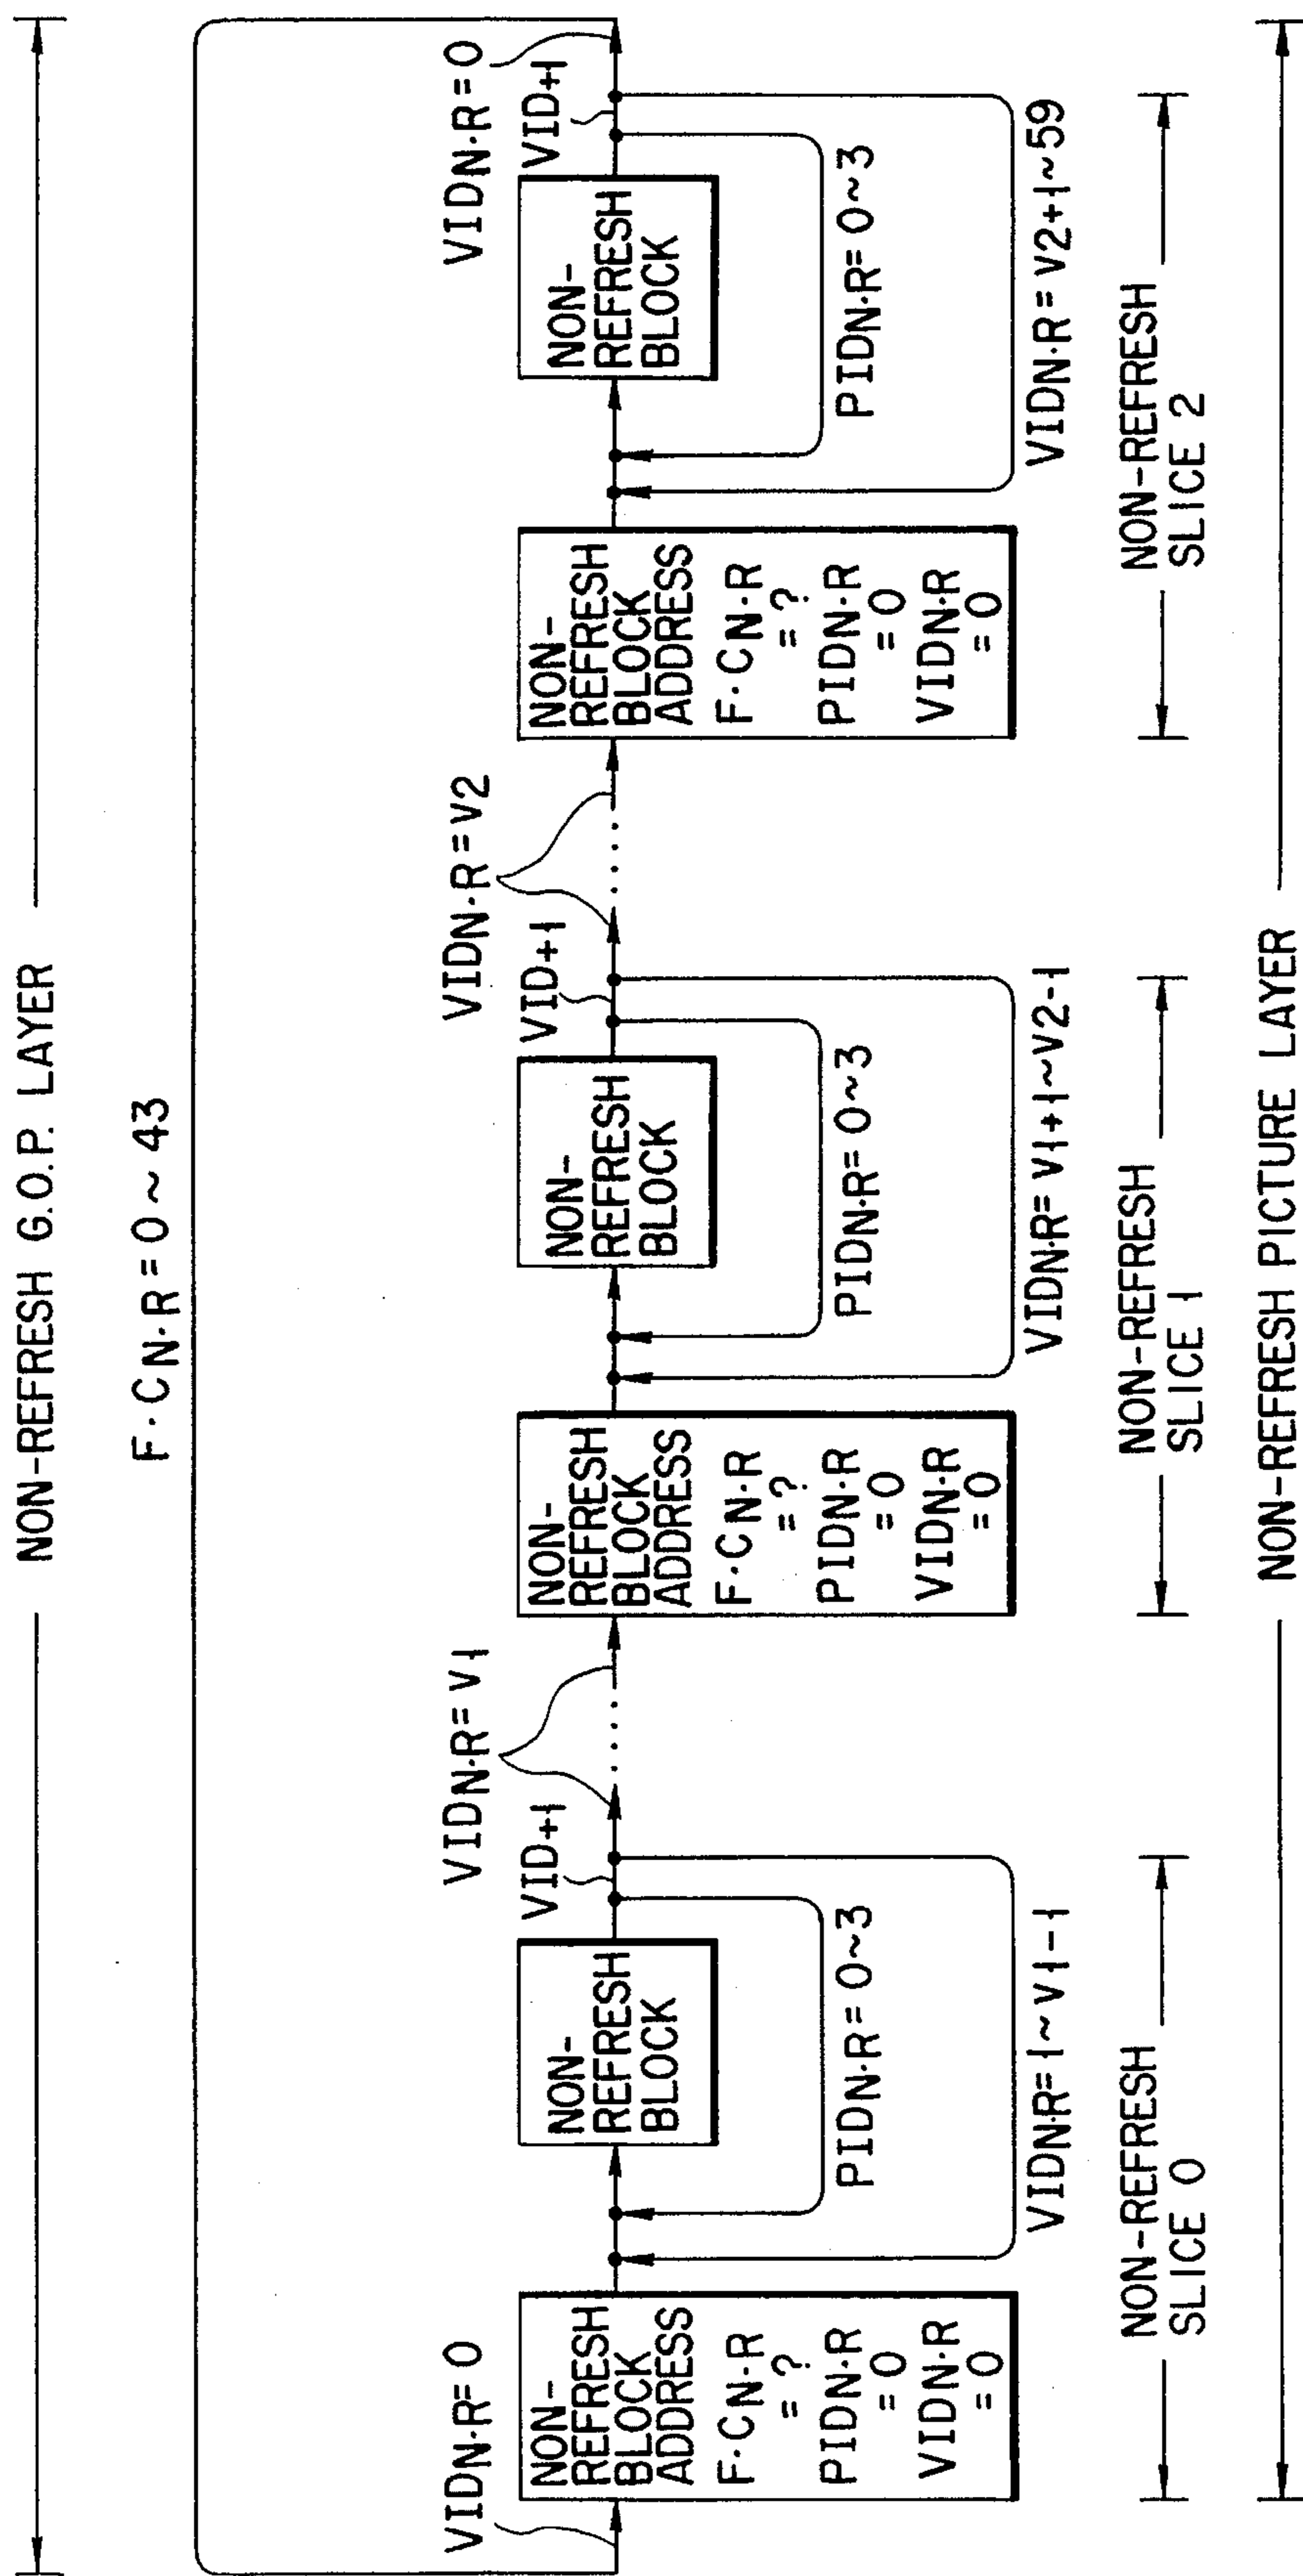 NON-REFRESH G.O.P. LAYER
F·CN·R = 0 ~ 43
VIDN·R = 0
NON-
REFRESH
BLOCK
ADDRESS
F·CN·R
= ?
PIDN·R
= 0
VIDN·R
= 0
NON-
REFRESH
BLOCK
VID+1
PIDN·R = 0~3
VIDN·R = 1~V1-1
NON-REFRESH
SLICE 0
VIDN·R = V1
NON-
REFRESH
BLOCK
ADDRESS
F·CN·R
= ?
PIDN·R
= 0
VIDN·R
= 0
NON-
REFRESH
BLOCK
VID+1
PIDN·R = 0~3
VIDN·R = V1+1~V2-1
NON-REFRESH
SLICE 1
VIDN·R = V2
NON-
REFRESH
BLOCK
ADDRESS
F·CN·R
= ?
PIDN·R
= 0
VIDN·R
= 0
NON-
REFRESH
BLOCK
VID+1
VIDN·R = 0
PIDN·R = 0~3
VIDN·R = V2+1~59
NON-REFRESH
SLICE 2
NON-REFRESH PICTURE LAYER